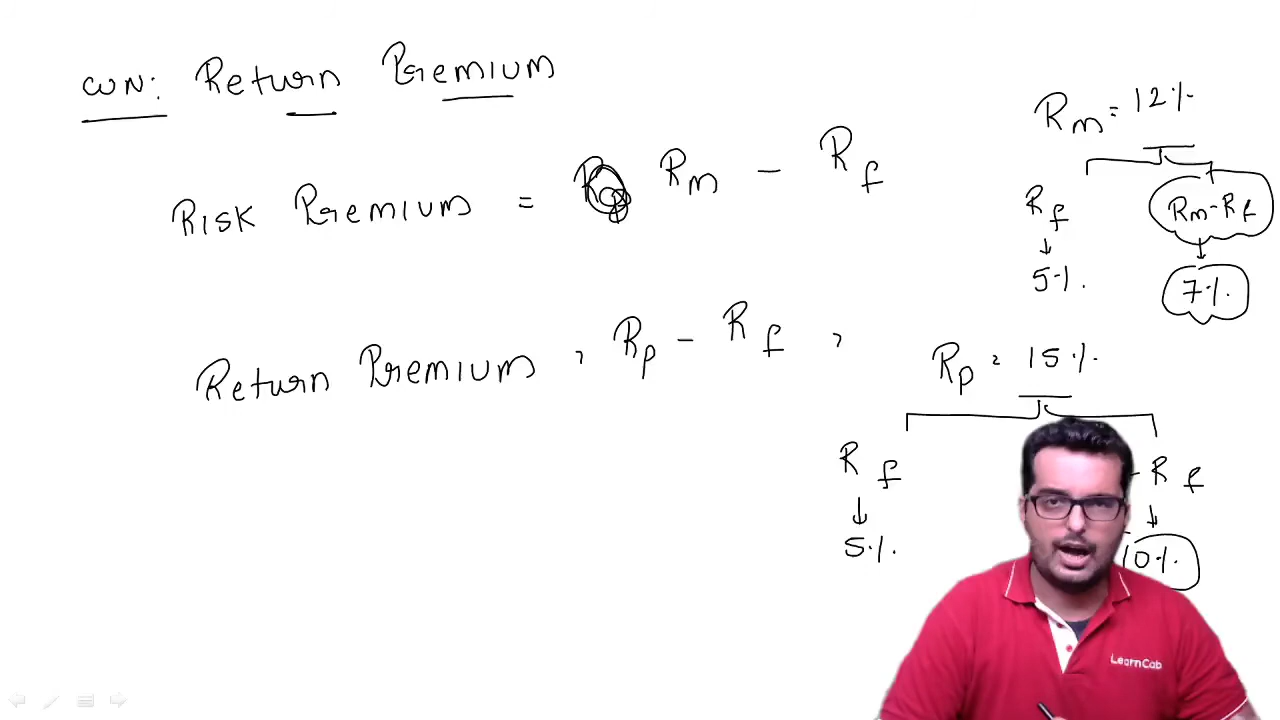 WN: Return Premium
Risk Premium = Rm - Rf
Return Premium = Rp - Rf ,
Rm = 12%
Rf
Rm - Rf
5%.
7%.
Rp = 15%.
Rf
- Rf
5%.
10%.
LearnCab